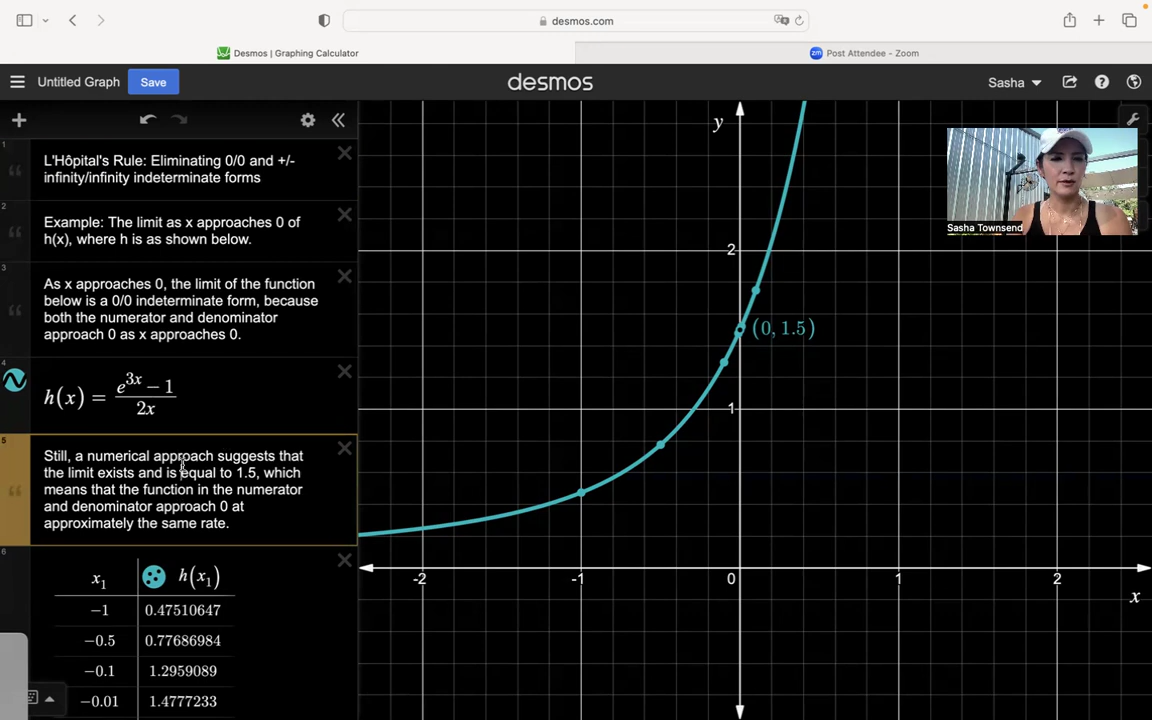 desmos.com
Desmos | Graphing Calculator
zm Post Attendee - Zoom
Untitled Graph
Save
desmos
Sasha
1
L'Hôpital's Rule: Eliminating 0/0 and +/-
infinity/infinity indeterminate forms
2
Example: The limit as x approaches 0 of
h(x), where h is as shown below.
3
As x approaches 0, the limit of the function
below is a 0/0 indeterminate form, because
both the numerator and denominator
approach 0 as x approaches 0.
4
h(x) = (e^{3x} − 1)/(2x)
5
Still, a numerical approach suggests that
the limit exists and is equal to 1.5, which
means that the function in the numerator
and denominator approach 0 at
approximately the same rate.
6
x₁ h(x₁)
−1 0.47510647
−0.5 0.77686984
−0.1 1.2959089
−0.01 1.4777233
y
2
(0, 1.5)
1
-2 -1 0 1 2
x
Sasha Townsend